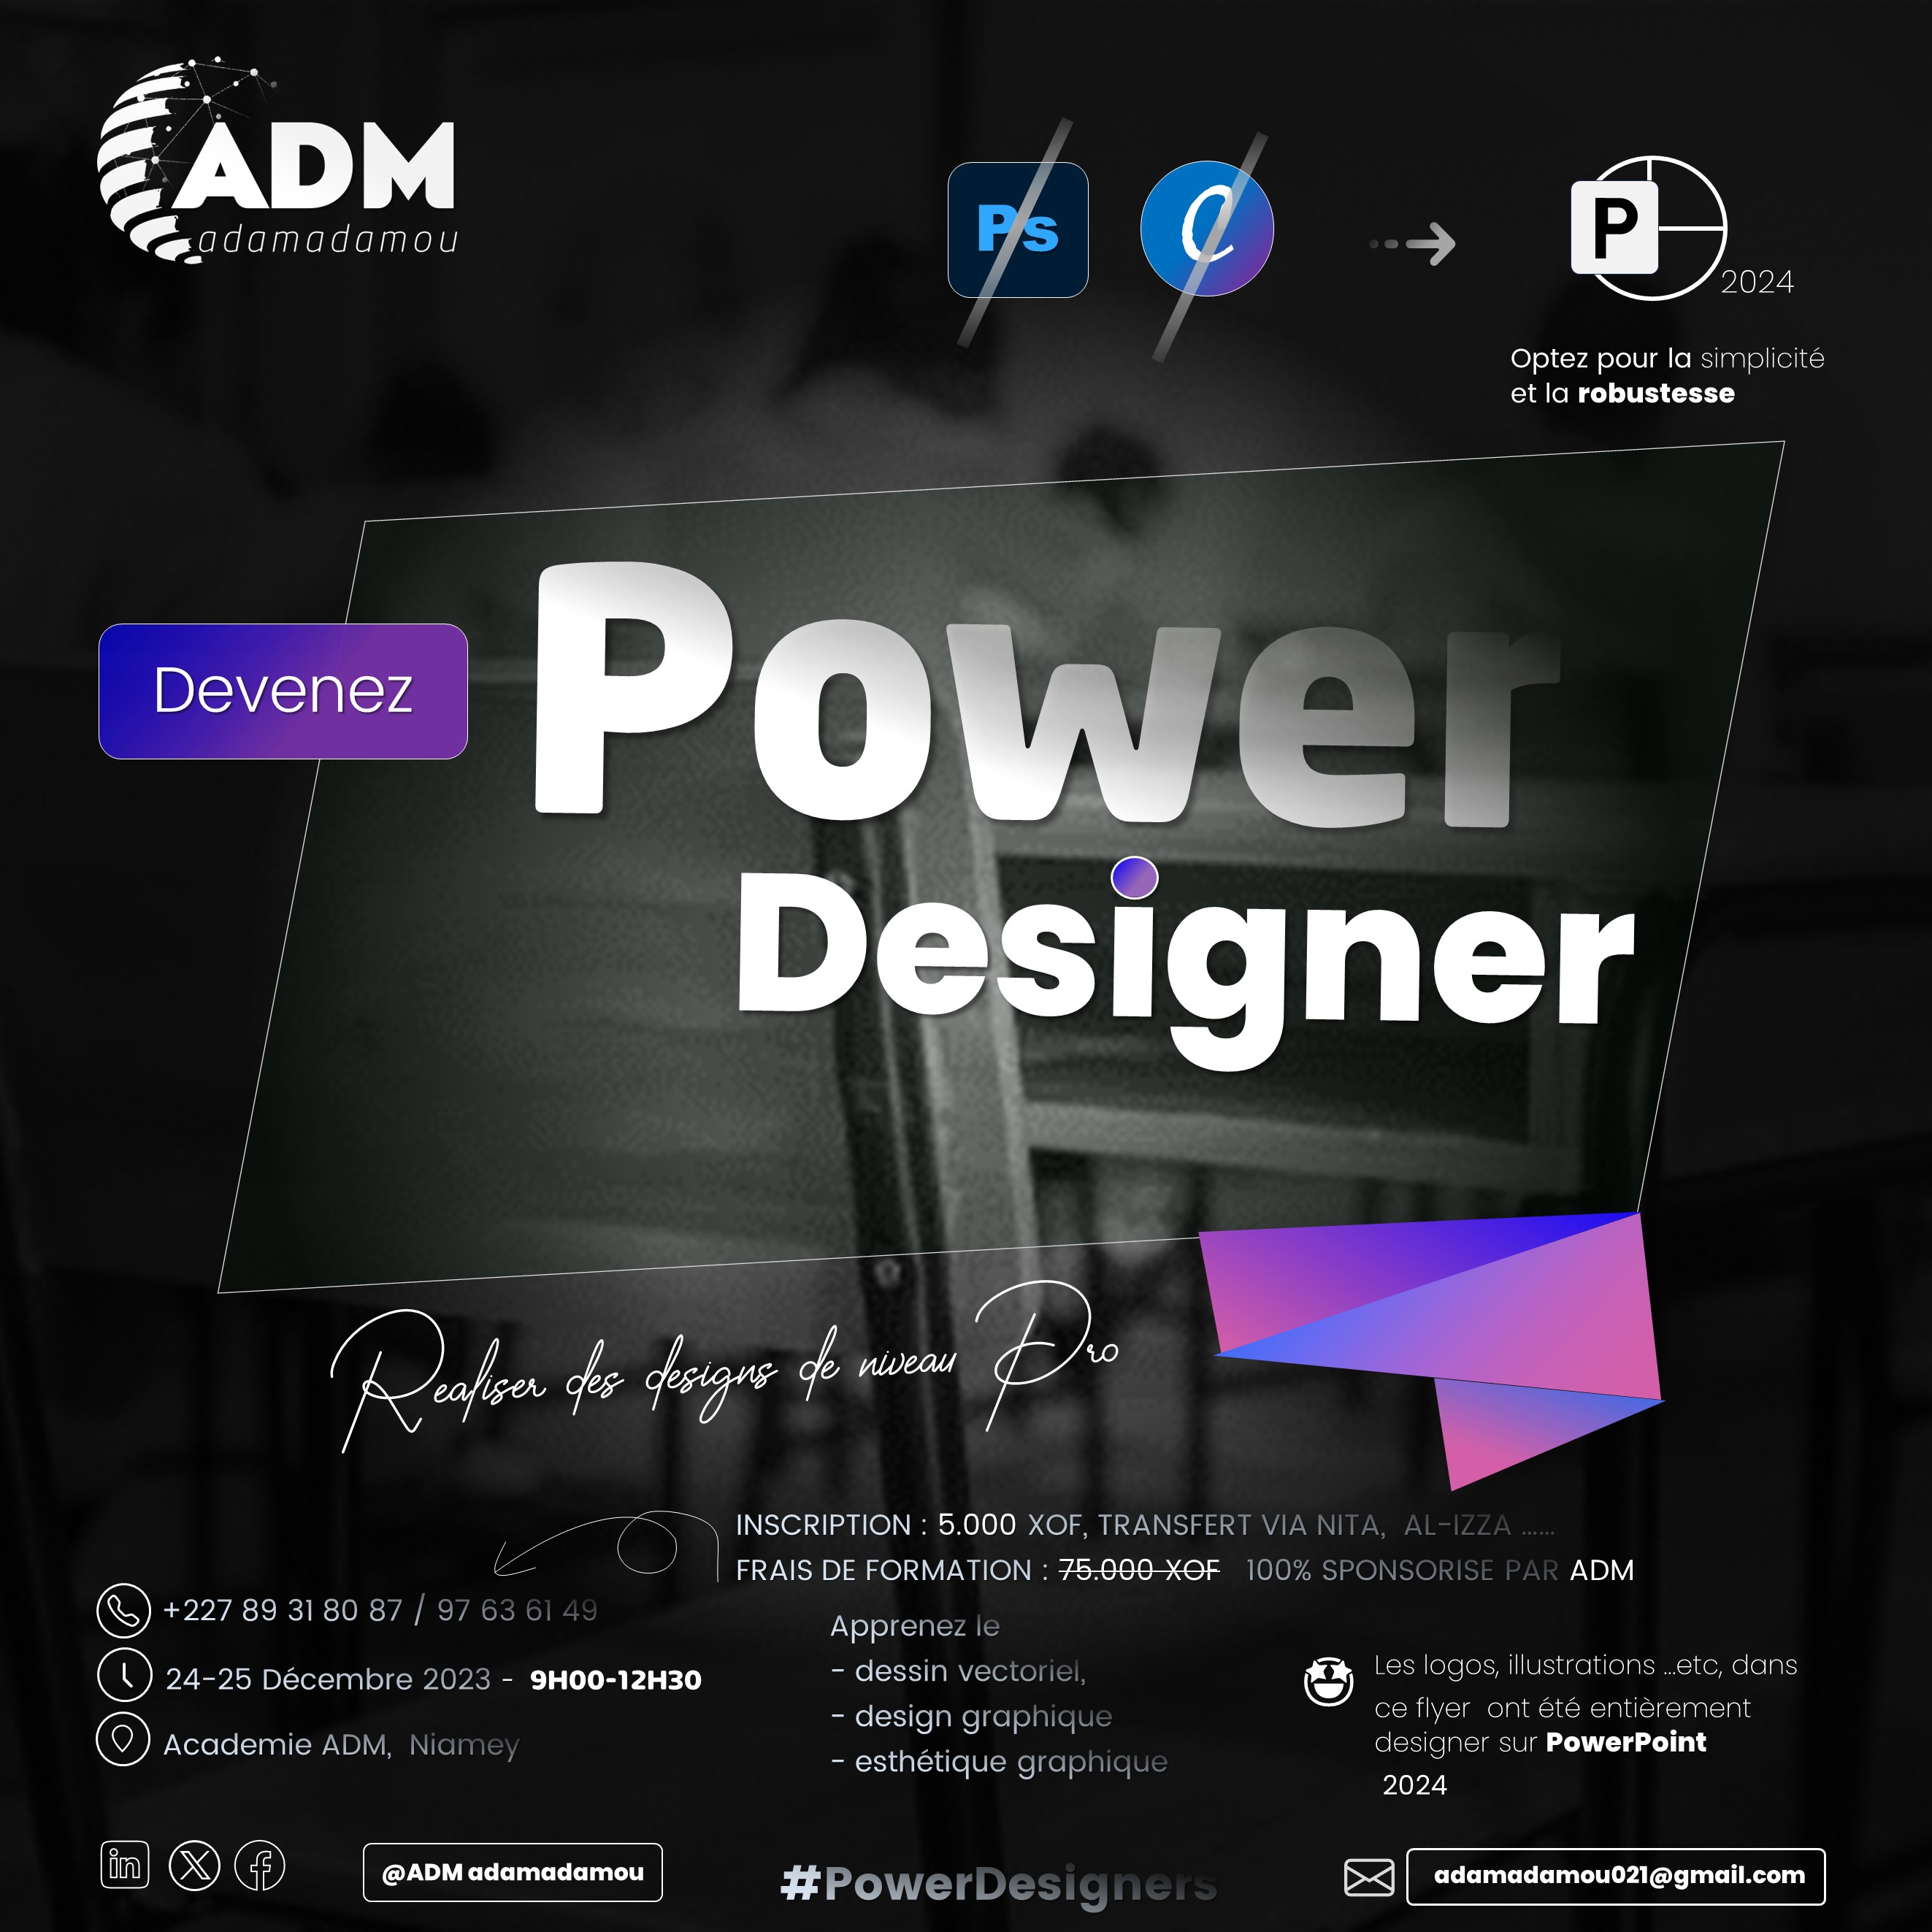 ADM
adamadamou
Ps
C
P
2024
Optez pour la simplicité
et la robustesse
Devenez
Power
Designer
Realiser des designs de niveau Pro
INSCRIPTION : 5.000 XOF, TRANSFERT VIA NITA, AL-IZZA ......
FRAIS DE FORMATION : 75.000 XOF 100% SPONSORISE PAR ADM
+227 89 31 80 87 / 97 63 61 49
24-25 Décembre 2023 - 9H00-12H30
Academie ADM, Niamey
Apprenez le
- dessin vectoriel,
- design graphique
- esthétique graphique
Les logos, illustrations ...etc, dans
ce flyer ont été entièrement
designer sur PowerPoint
2024
in
@ADM adamadamou
#PowerDesigners
adamadamou021@gmail.com